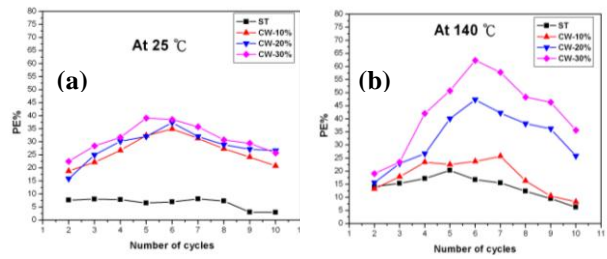 At 25 ℃
(a)
ST
CW-10%
CW-20%
CW-30%
PE%
80
75
70
65
60
55
50
45
40
35
30
25
20
15
10
5
0
1 2 3 4 5 6 7 8 9 10 11
Number of cycles
At 140 ℃
(b)
ST
CW-10%
CW-20%
CW-30%
PE%
80
75
70
65
60
55
50
45
40
35
30
25
20
15
10
5
0
1 2 3 4 5 6 7 8 9 10 11
Number of cycles